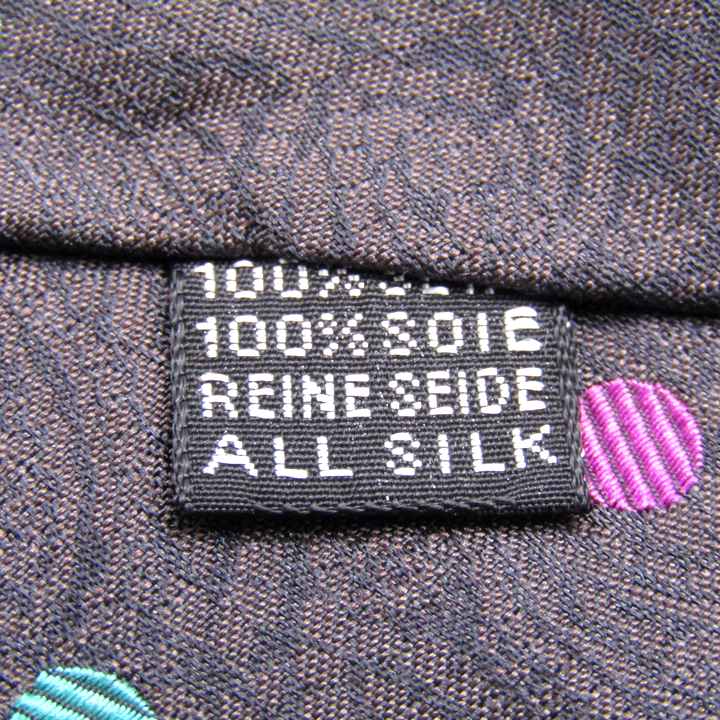 100%
100% SOIE
REINE SEIDE
ALL SILK